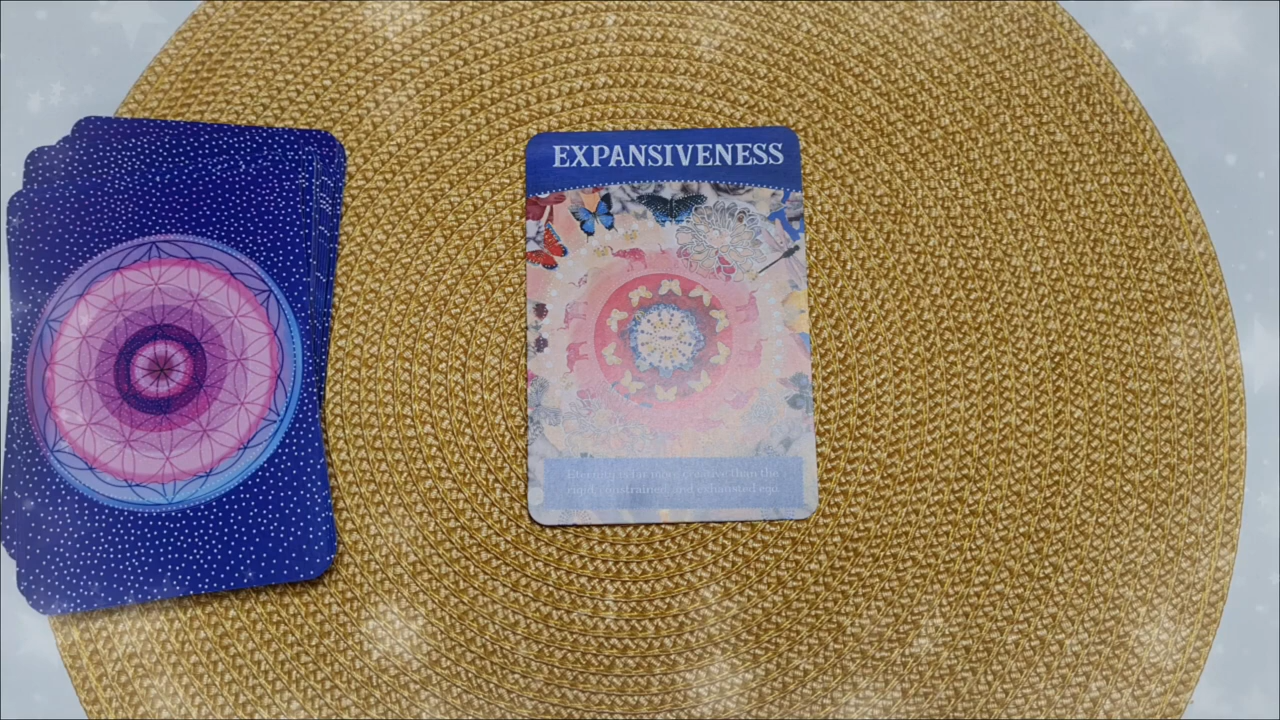 EXPANSIVENESS
Eternity is far more creative than the
rigid, constrained, and exhausted ego.